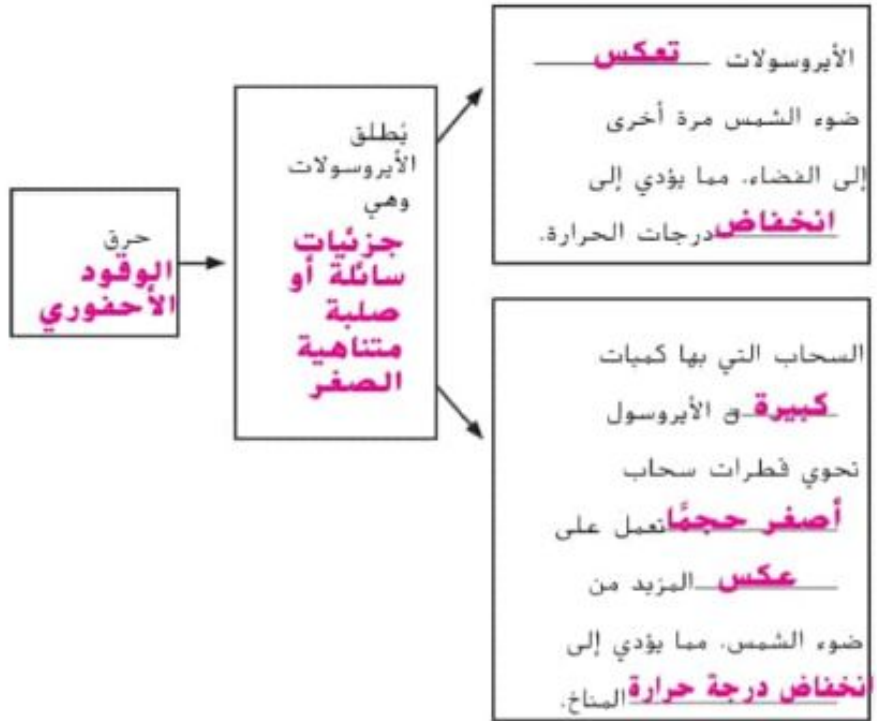 حرق
الوقود
الأحفوري
يُطلق
الأيروسولات
وهي
جزئيات
سائلة أو
صلبة
متناهية
الصغر
الأيروسولات تعكس
ضوء الشمس مرة أخرى
إلى الفضاء. مما يؤدي إلى
انخفاض درجات الحرارة.
السحاب التي بها كميات
كبيرة الأيروسول
تحوي قطرات سحاب
أصغر حجمًا تعمل على
عكس المزيد من
ضوء الشمس. مما يؤدي إلى
انخفاض درجة حرارة المناخ.